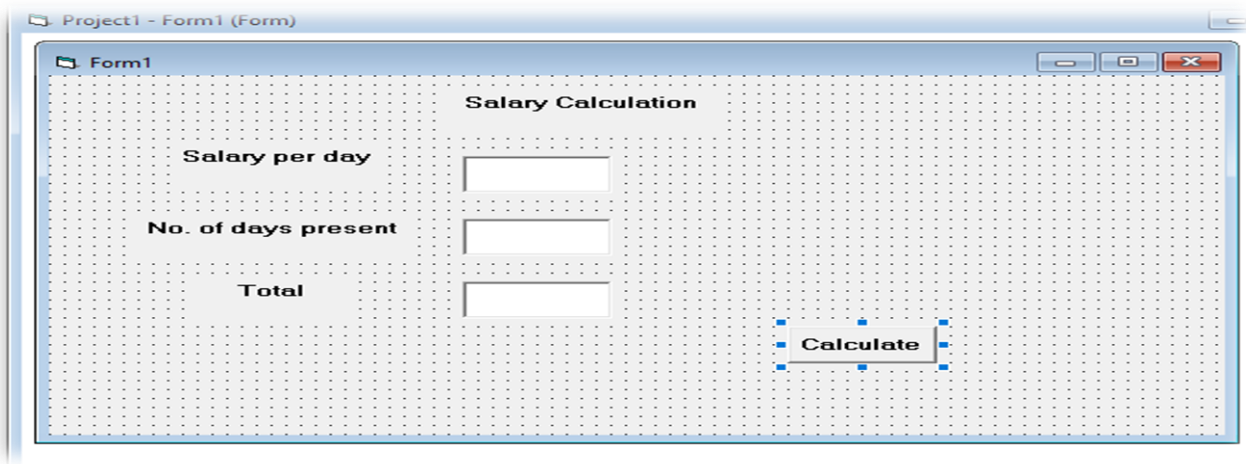 Project1 - Form1 (Form)
Form1
Salary Calculation
Salary per day
No. of days present
Total
Calculate